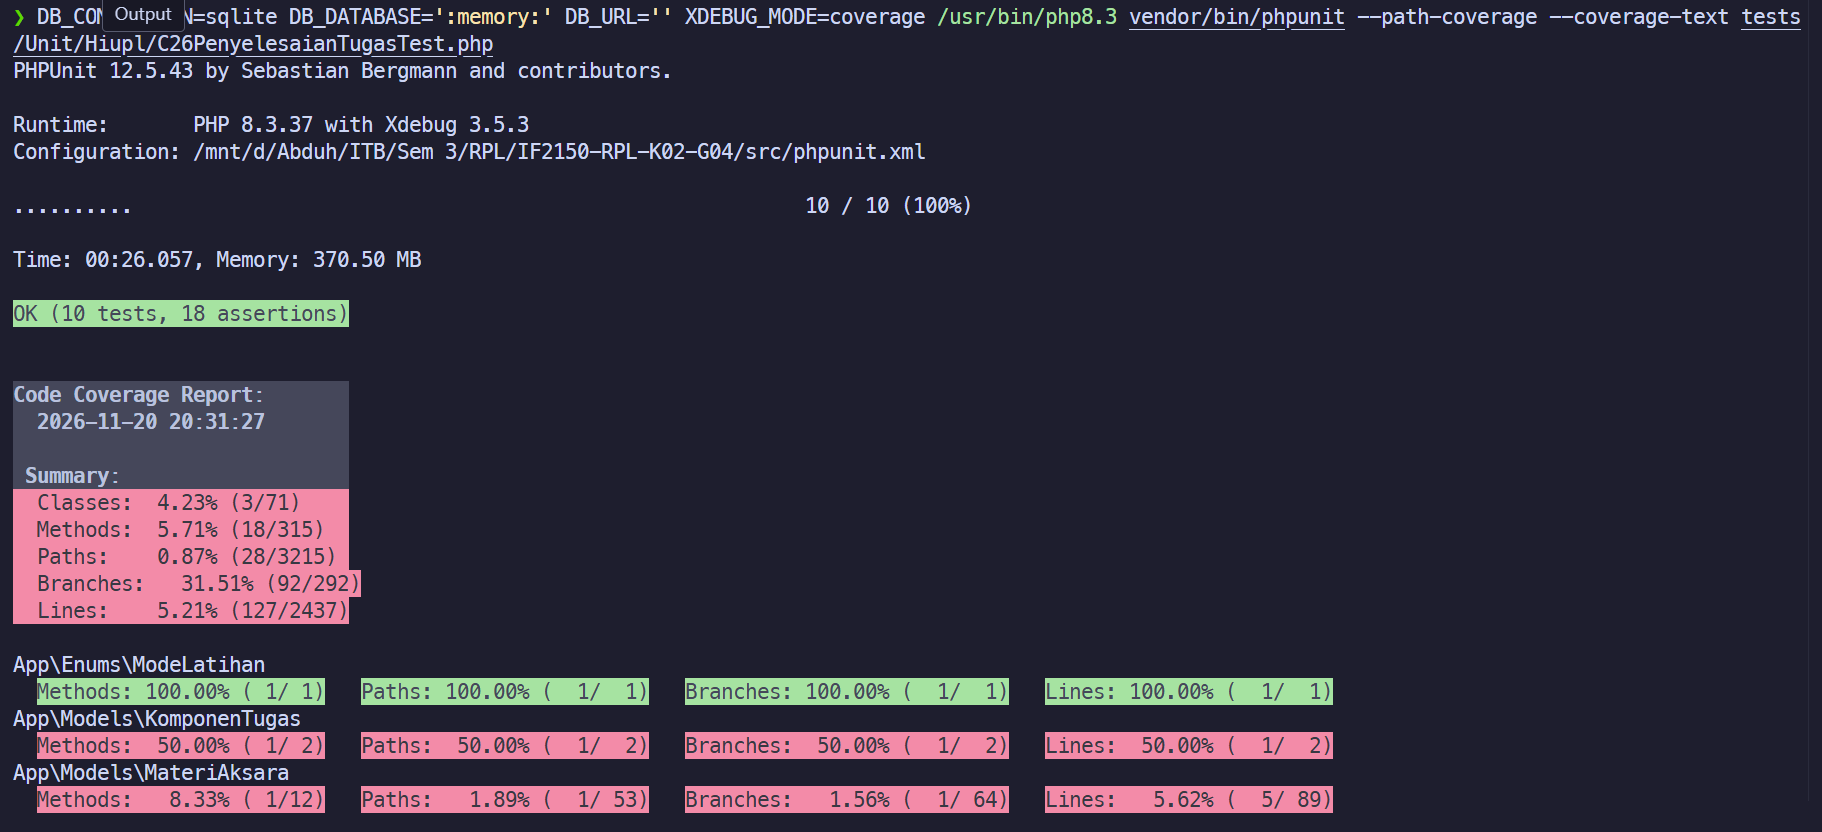 ❯ DB_CON N=sqlite DB_DATABASE=':memory:' DB_URL='' XDEBUG_MODE=coverage /usr/bin/php8.3 vendor/bin/phpunit --path-coverage --coverage-text tests
Output
/Unit/Hiupl/C26PenyelesaianTugasTest.php
PHPUnit 12.5.43 by Sebastian Bergmann and contributors.
Runtime:       PHP 8.3.37 with Xdebug 3.5.3
Configuration: /mnt/d/Abduh/ITB/Sem 3/RPL/IF2150-RPL-K02-G04/src/phpunit.xml
..........                                                        10 / 10 (100%)
Time: 00:26.057, Memory: 370.50 MB
OK (10 tests, 18 assertions)
Code Coverage Report:
2026-11-20 20:31:27
Summary:
Classes:  4.23% (3/71)
Methods:  5.71% (18/315)
Paths:    0.87% (28/3215)
Branches:   31.51% (92/292)
Lines:    5.21% (127/2437)
App\Enums\ModeLatihan
Methods: 100.00% ( 1/ 1)   Paths: 100.00% (  1/  1)   Branches: 100.00% (  1/  1)   Lines: 100.00% (  1/  1)
App\Models\KomponenTugas
Methods:  50.00% ( 1/ 2)   Paths:  50.00% (  1/  2)   Branches:  50.00% (  1/  2)   Lines:  50.00% (  1/  2)
App\Models\MateriAksara
Methods:   8.33% ( 1/12)   Paths:   1.89% (  1/ 53)   Branches:   1.56% (  1/ 64)   Lines:   5.62% (  5/ 89)